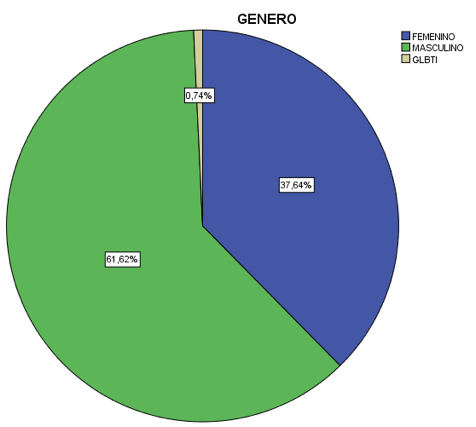 GENERO
FEMENINO
MASCULINO
GLBTI
0,74%
37,64%
61,62%